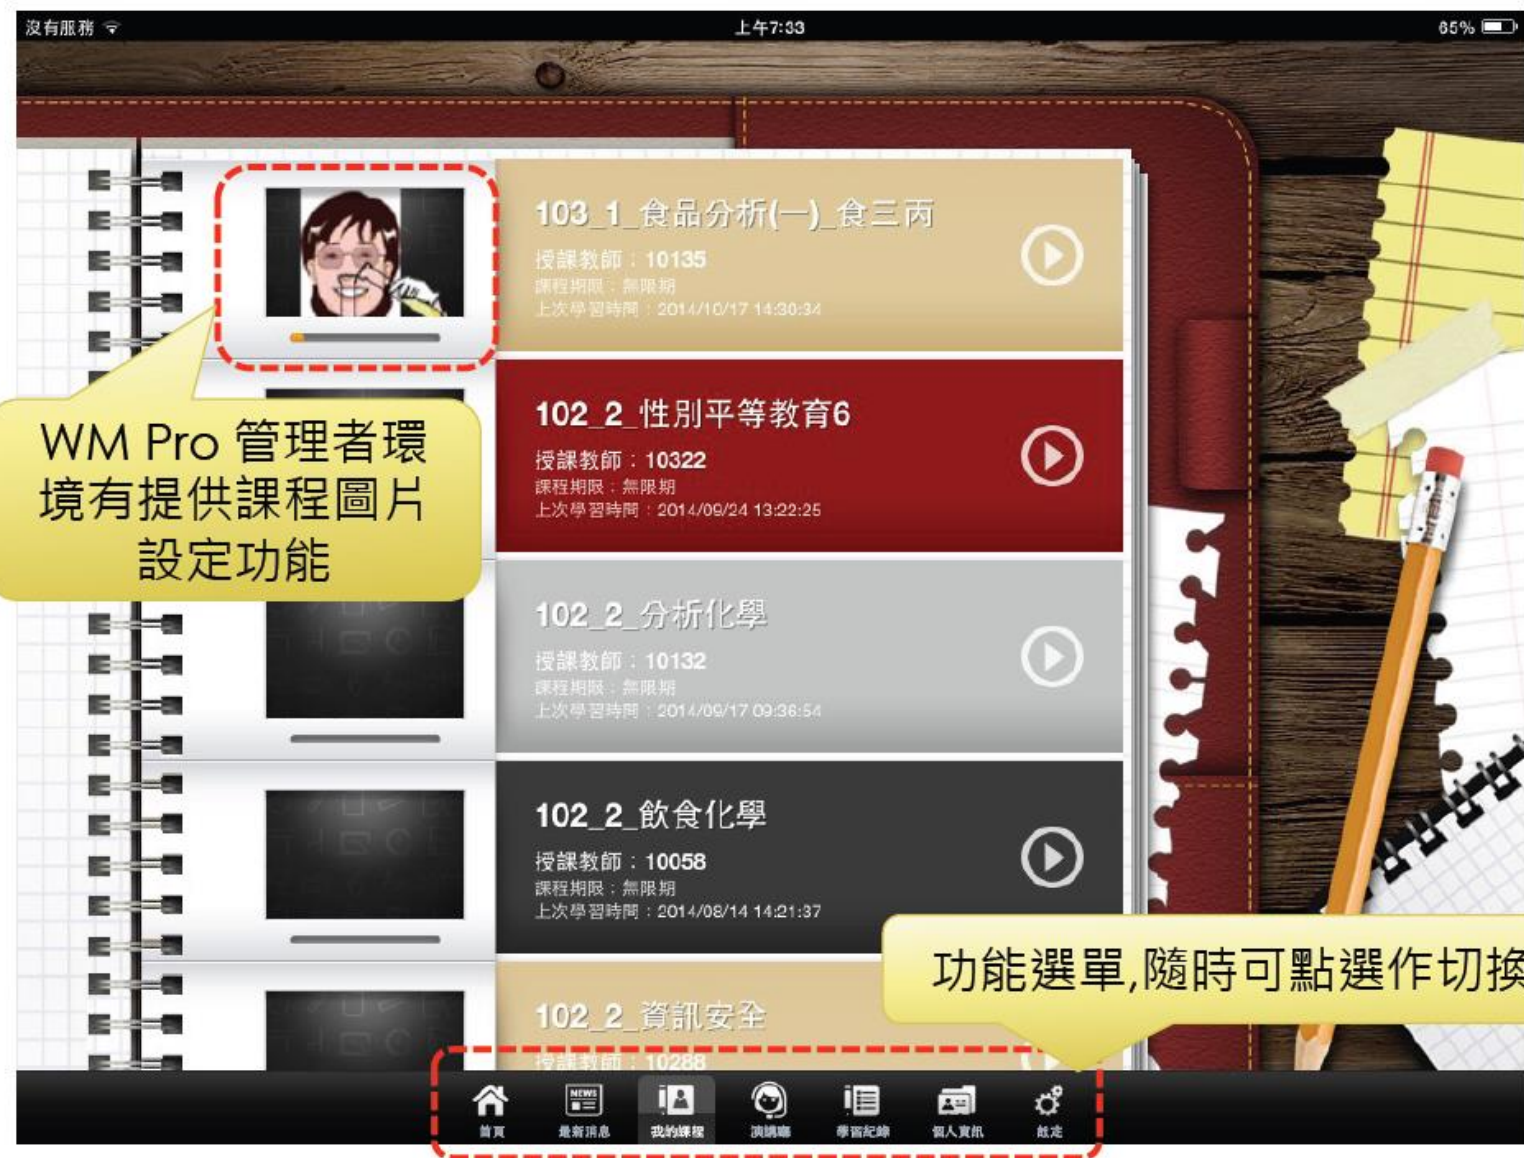 沒有服務
上午7:33
65%
103_1_食品分析(一)_食三丙
授課教師：10135
課程期限：無限期
上次學習時間：2014/10/17 14:30:34
WM Pro 管理者環
境有提供課程圖片
設定功能
102_2_性別平等教育6
授課教師：10322
課程期限：無限期
上次學習時間：2014/09/24 13:22:25
102_2_分析化學
授課教師：10132
課程期限：無限期
上次學習時間：2014/09/17 09:36:54
102_2_飲食化學
授課教師：10058
課程期限：無限期
上次學習時間：2014/08/14 14:21:37
功能選單,隨時可點選作切換
102_2_資訊安全
授課教師：10288
NEWS
首頁
最新消息
我的課程
演講廳
學習紀錄
個人資訊
設定